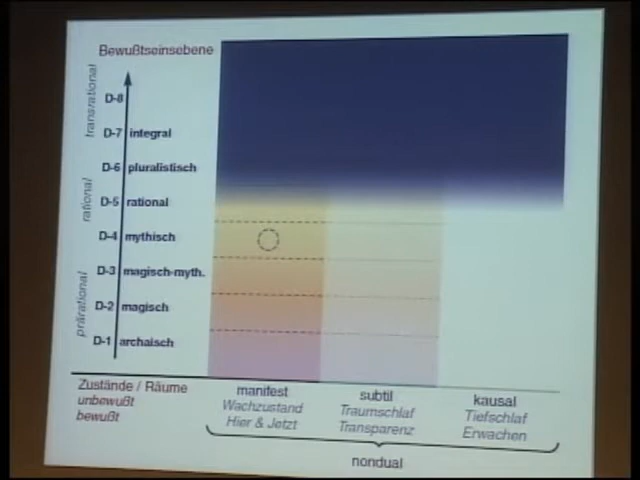 Bewußtseinsebene
transrational
rational
prärational
D-8
D-7 integral
D-6 pluralistisch
D-5 rational
D-4 mythisch
D-3 magisch-myth.
D-2 magisch
D-1 archaisch
Zustände / Räume
unbewußt
bewußt
manifest
Wachzustand
Hier & Jetzt
subtil
Traumschlaf
Transparenz
kausal
Tiefschlaf
Erwachen
nondual